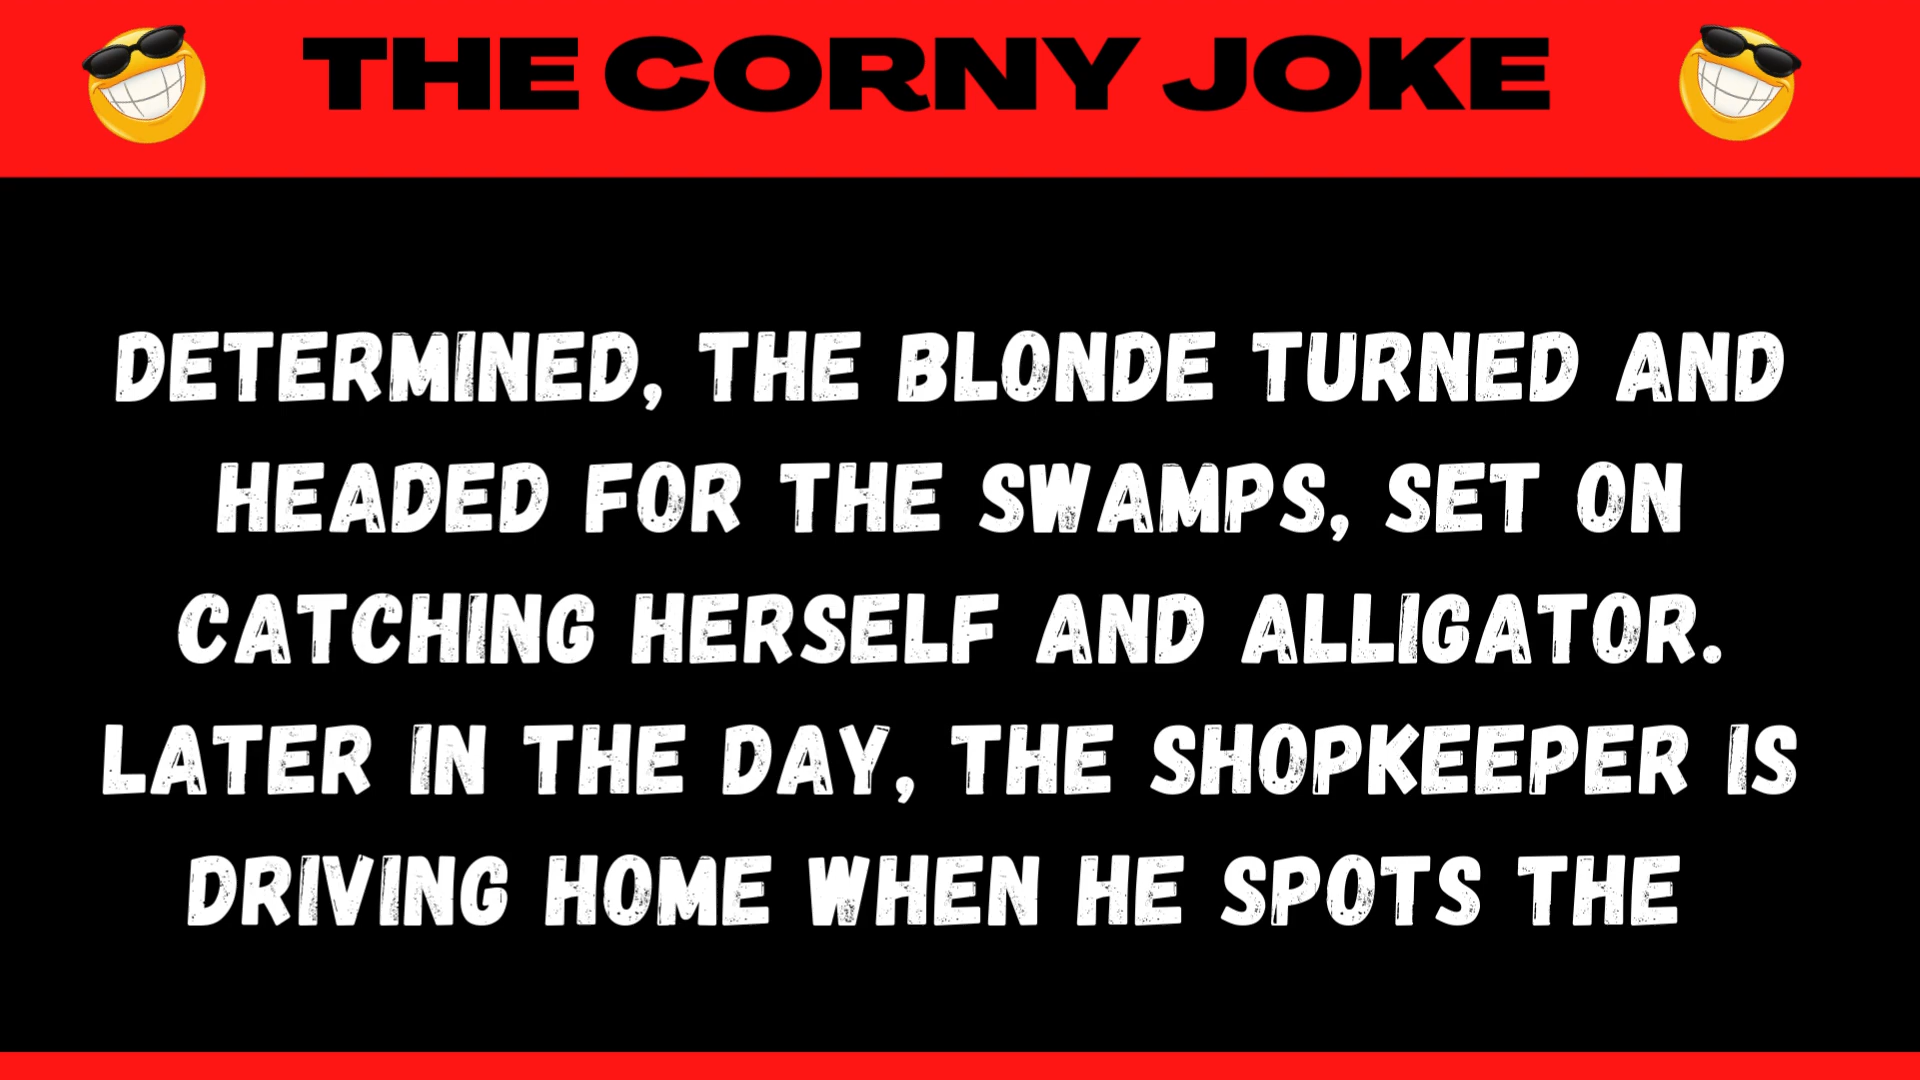 THE CORNY JOKE
DETERMINED, THE BLONDE TURNED AND
HEADED FOR THE SWAMPS, SET ON
CATCHING HERSELF AND ALLIGATOR.
LATER IN THE DAY, THE SHOPKEEPER IS
DRIVING HOME WHEN HE SPOTS THE